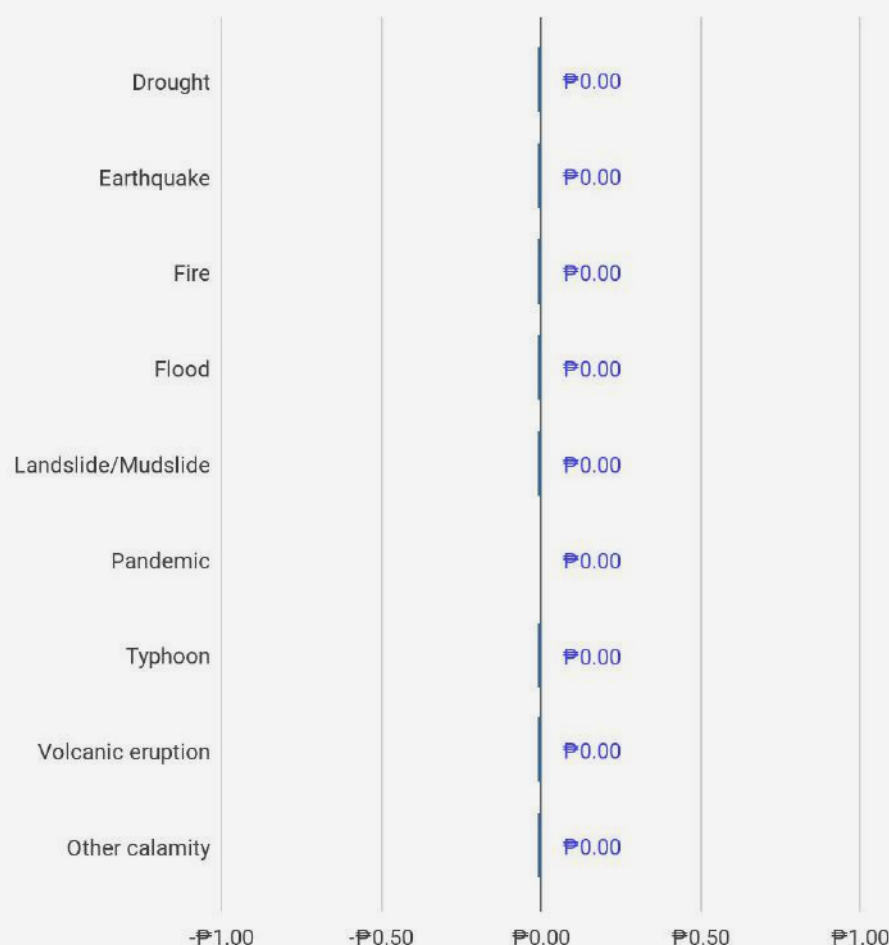 Drought ₱0.00
Earthquake ₱0.00
Fire ₱0.00
Flood ₱0.00
Landslide/Mudslide ₱0.00
Pandemic ₱0.00
Typhoon ₱0.00
Volcanic eruption ₱0.00
Other calamity ₱0.00
-₱1.00 -₱0.50 ₱0.00 ₱0.50 ₱1.00